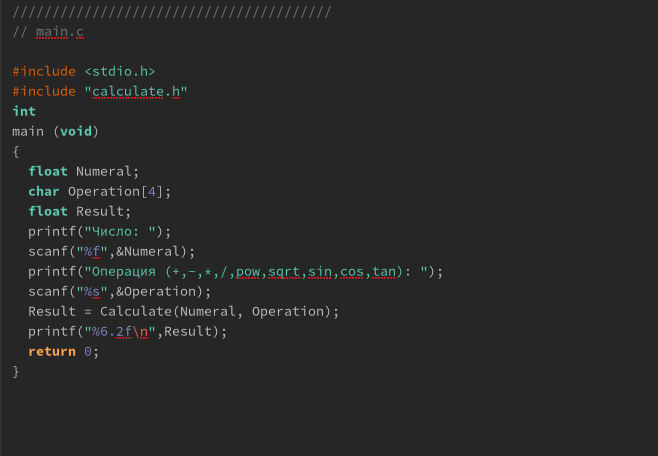 ////////////////////////////////////////
// main.c
#include <stdio.h>
#include "calculate.h"
int
main (void)
{
  float Numeral;
  char Operation[4];
  float Result;
  printf("Число: ");
  scanf("%f",&Numeral);
  printf("Операция (+,-,*,/,pow,sqrt,sin,cos,tan): ");
  scanf("%s",&Operation);
  Result = Calculate(Numeral, Operation);
  printf("%6.2f\n",Result);
  return 0;
}